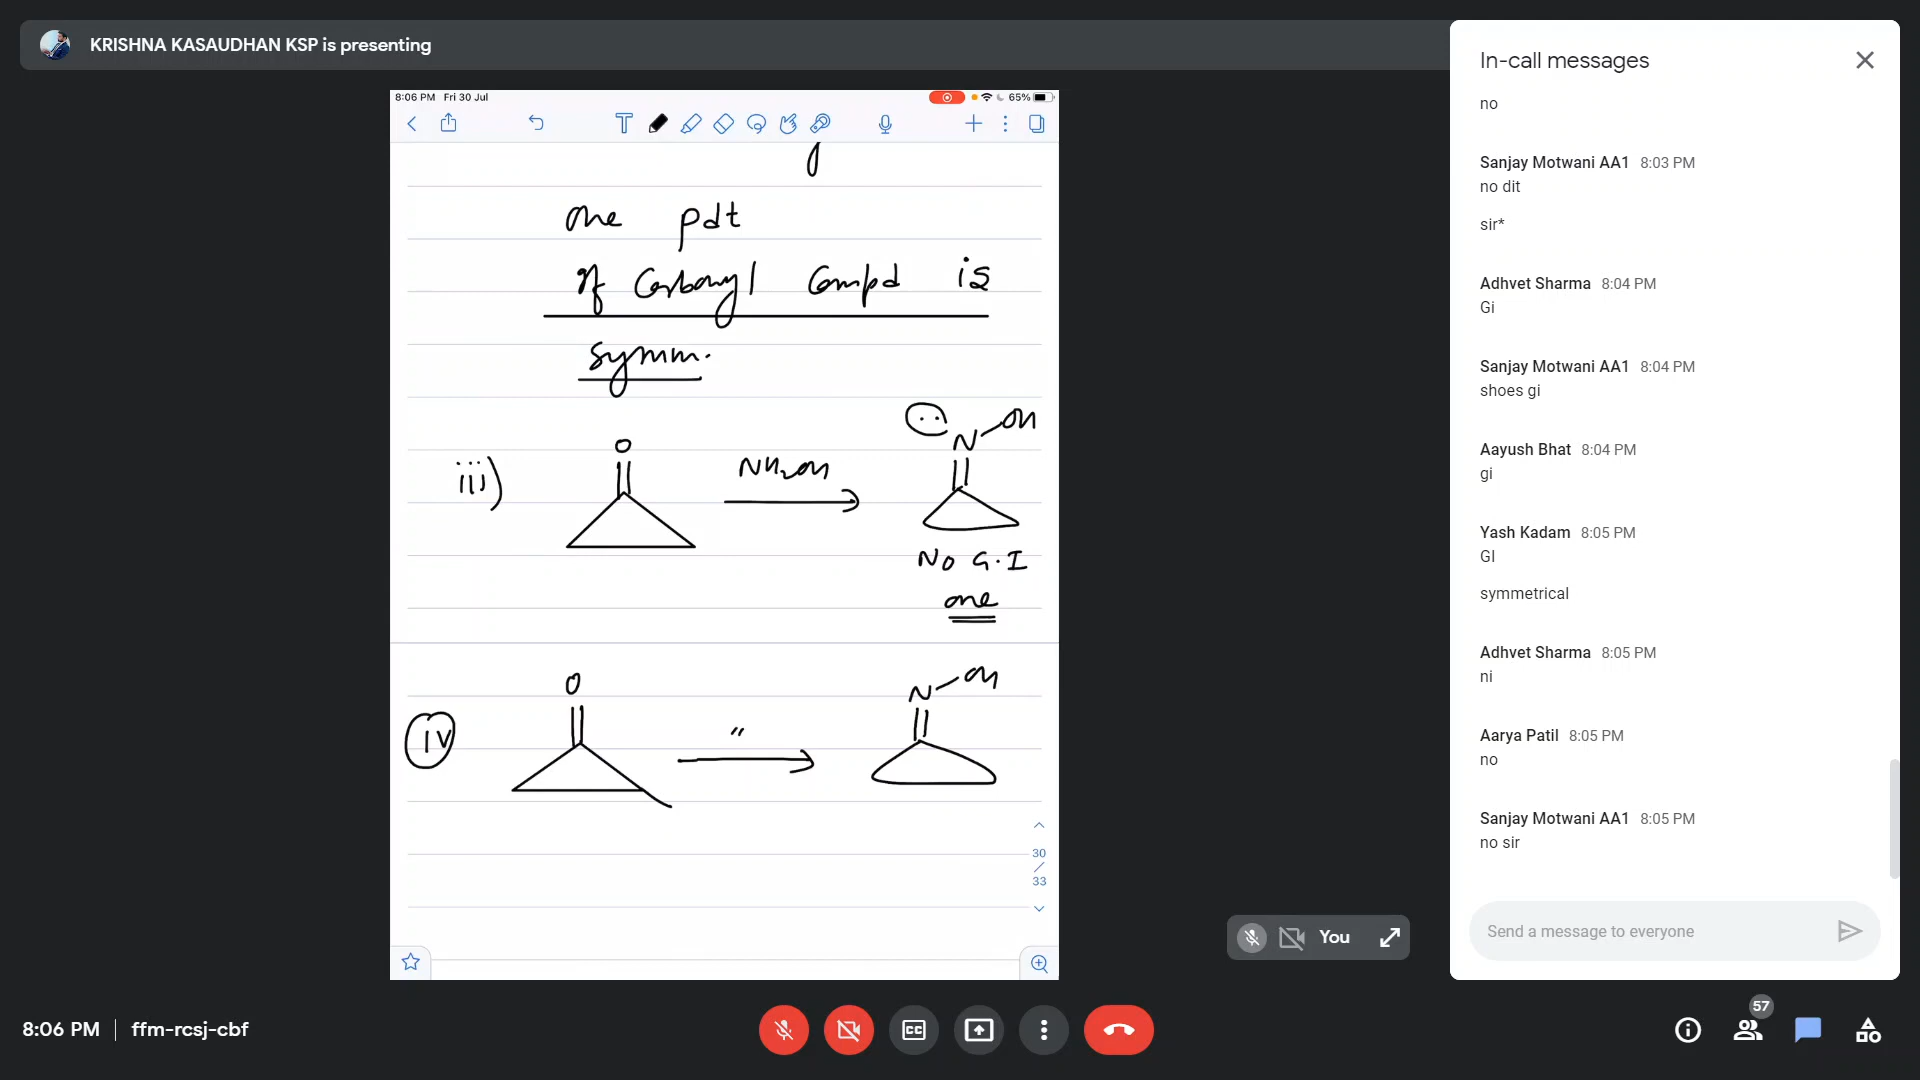 KRISHNA KASAUDHAN KSP is presenting
8:06 PM Fri 30 Jul
65%
T
one pdt
if Carbonyl Compd is
symm.
iii)
O
NH2OH
N-OH
No G.I
one
iv
O
"
N-OH
30
/
33
You
In-call messages
no
Sanjay Motwani AA1 8:03 PM
no dit
sir*
Adhvet Sharma 8:04 PM
Gi
Sanjay Motwani AA1 8:04 PM
shoes gi
Aayush Bhat 8:04 PM
gi
Yash Kadam 8:05 PM
GI
symmetrical
Adhvet Sharma 8:05 PM
ni
Aarya Patil 8:05 PM
no
Sanjay Motwani AA1 8:05 PM
no sir
Send a message to everyone
8:06 PM | ffm-rcsj-cbf
CC
57